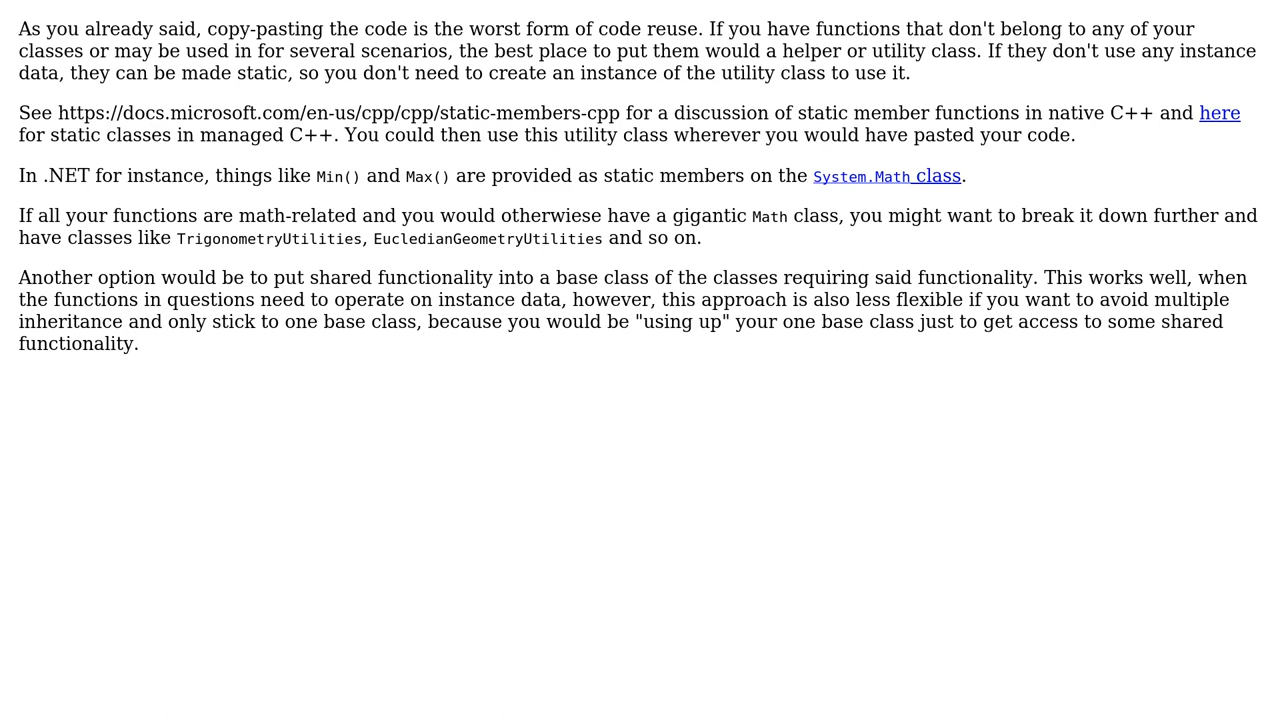 As you already said, copy-pasting the code is the worst form of code reuse. If you have functions that don't belong to any of your
classes or may be used in for several scenarios, the best place to put them would a helper or utility class. If they don't use any instance
data, they can be made static, so you don't need to create an instance of the utility class to use it.
See https://docs.microsoft.com/en-us/cpp/cpp/static-members-cpp for a discussion of static member functions in native C++ and here
for static classes in managed C++. You could then use this utility class wherever you would have pasted your code.
In .NET for instance, things like Min() and Max() are provided as static members on the System.Math class.
If all your functions are math-related and you would otherwiese have a gigantic Math class, you might want to break it down further and
have classes like TrigonometryUtilities, EucledianGeometryUtilities and so on.
Another option would be to put shared functionality into a base class of the classes requiring said functionality. This works well, when
the functions in questions need to operate on instance data, however, this approach is also less flexible if you want to avoid multiple
inheritance and only stick to one base class, because you would be "using up" your one base class just to get access to some shared
functionality.